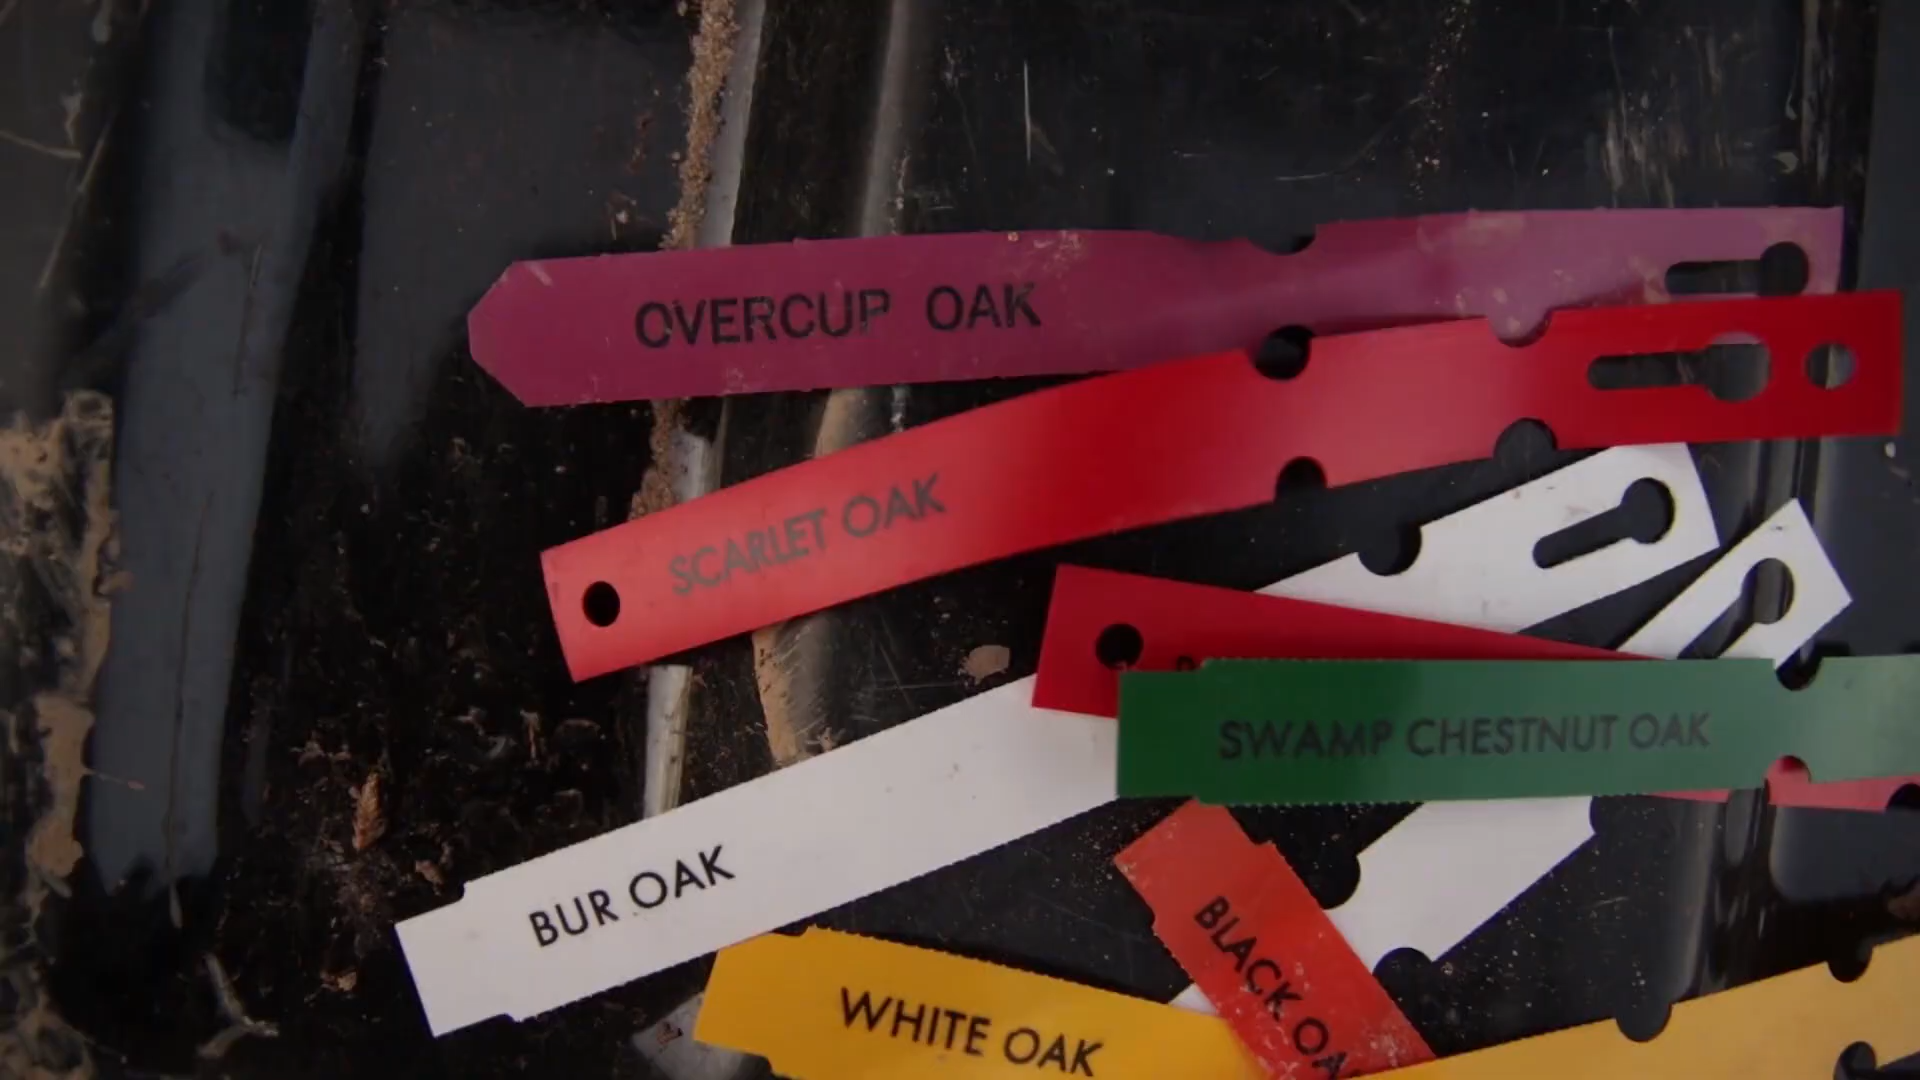 OVERCUP OAK
SCARLET OAK
SWAMP CHESTNUT OAK
BUR OAK
BLACK OA
WHITE OAK